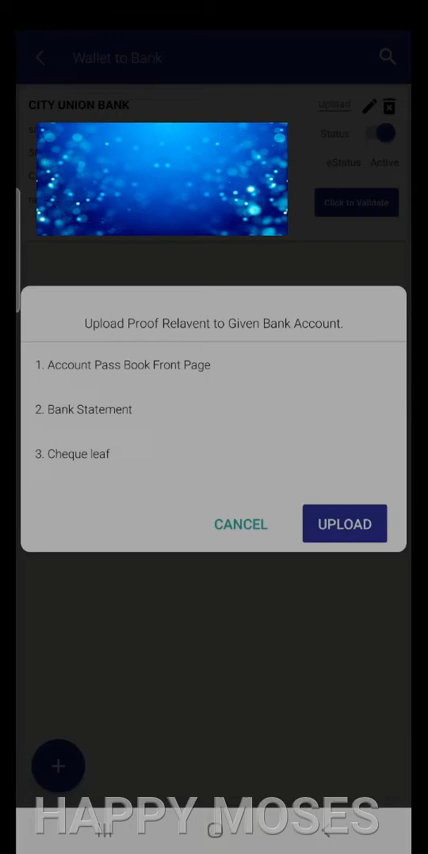 Wallet to Bank
CITY UNION BANK
Upload
Status
eStatus Active
Click to Validate
Upload Proof Relavent to Given Bank Account.
1. Account Pass Book Front Page
2. Bank Statement
3. Cheque leaf
CANCEL
UPLOAD
HAPPY MOSES